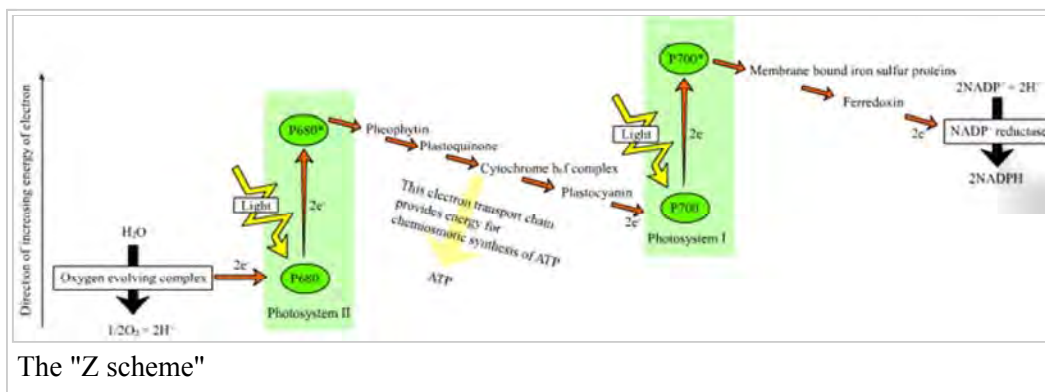 Direction of increasing energy of electron
H₂O
Oxygen evolving complex
1/2O₂ + 2H⁺
2e⁻
Light
P680*
2e⁻
P680
Photosystem II
Pheophytin
Plastoquinone
Cytochrome b₆f complex
Plastocyanin
2e⁻
This electron transport chain
provides energy for
chemiosmotic synthesis of ATP
ATP
P700*
Light
2e⁻
P700
Photosystem I
Membrane bound iron sulfur proteins
Ferredoxin
2e⁻
2NADP⁺ + 2H⁺
NADP⁺ reductase
2NADPH
The "Z scheme"